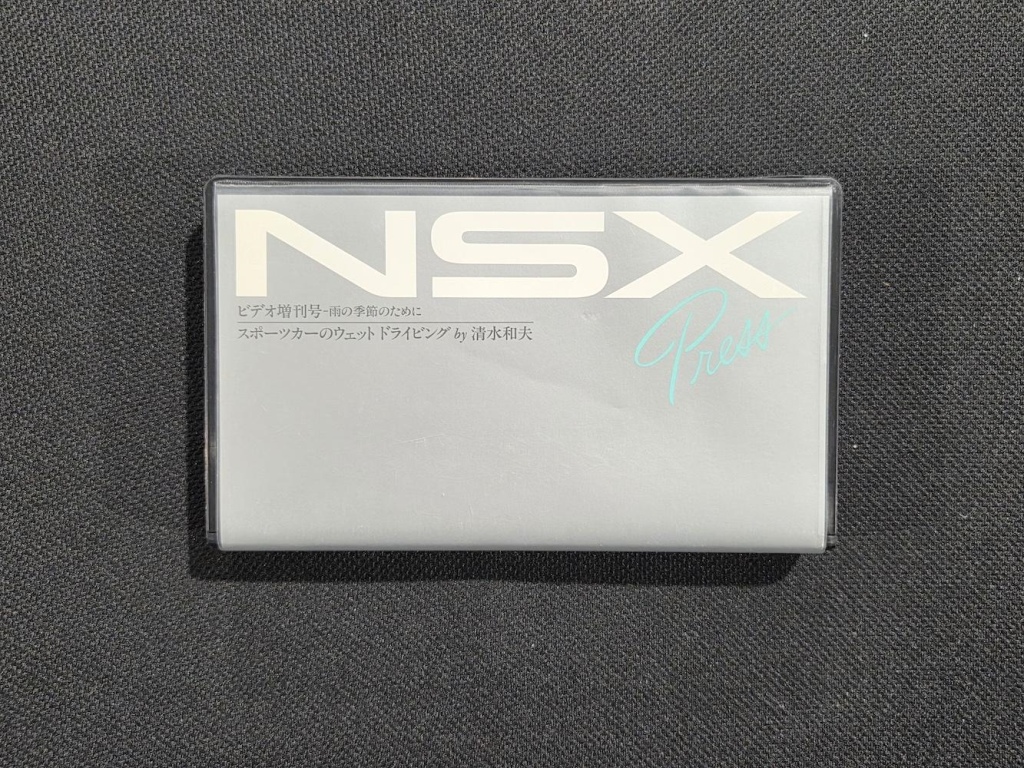 NSX
Press
ビデオ増刊号-雨の季節のために
スポーツカーのウェットドライビング by 清水和夫